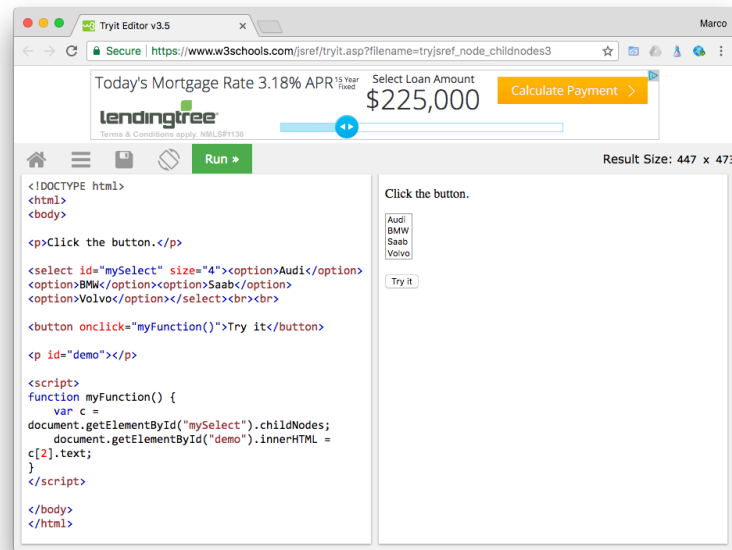 Tryit Editor v3.5
Marco
Secure | https://www.w3schools.com/jsref/tryit.asp?filename=tryjsref_node_childnodes3
Today's Mortgage Rate 3.18% APR 15 Year Fixed
lendingtree
Terms & Conditions apply. NMLS#1136
Select Loan Amount
$225,000
Calculate Payment >
Run »
Result Size: 447 x 473
<!DOCTYPE html>
<html>
<body>
<p>Click the button.</p>
<select id="mySelect" size="4"><option>Audi</option>
<option>BMW</option><option>Saab</option>
<option>Volvo</option></select><br><br>
<button onclick="myFunction()">Try it</button>
<p id="demo"></p>
<script>
function myFunction() {
    var c =
document.getElementById("mySelect").childNodes;
    document.getElementById("demo").innerHTML =
c[2].text;
}
</script>
</body>
</html>
Click the button.
Audi
BMW
Saab
Volvo
Try it